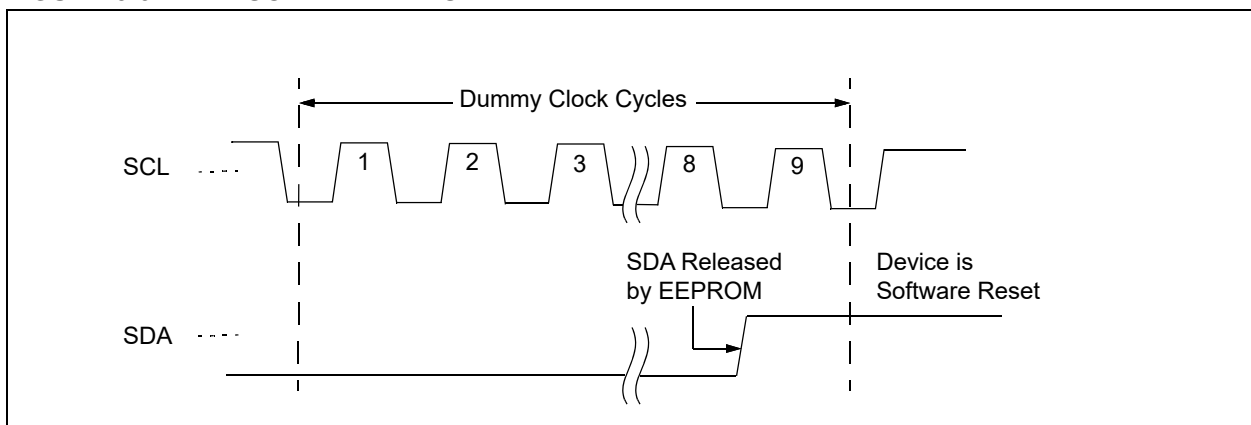 Dummy Clock Cycles
SCL
1
2
3
8
9
SDA Released
by EEPROM
Device is
Software Reset
SDA